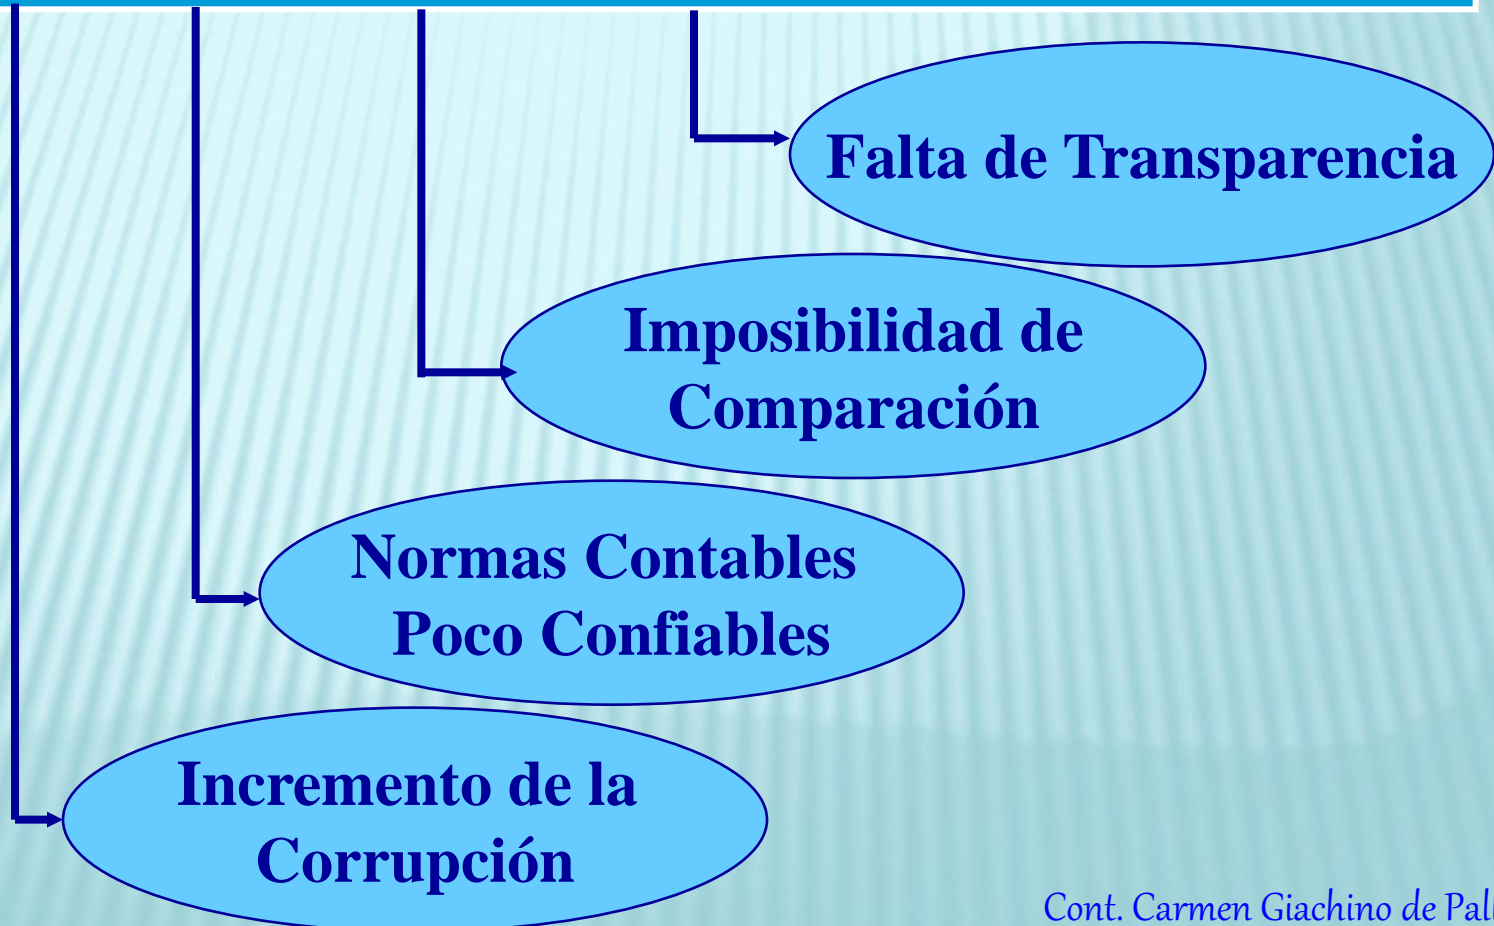 Falta de Transparencia
Imposibilidad de
Comparación
Normas Contables
Poco Confiables
Incremento de la
Corrupción
Cont. Carmen Giachino de